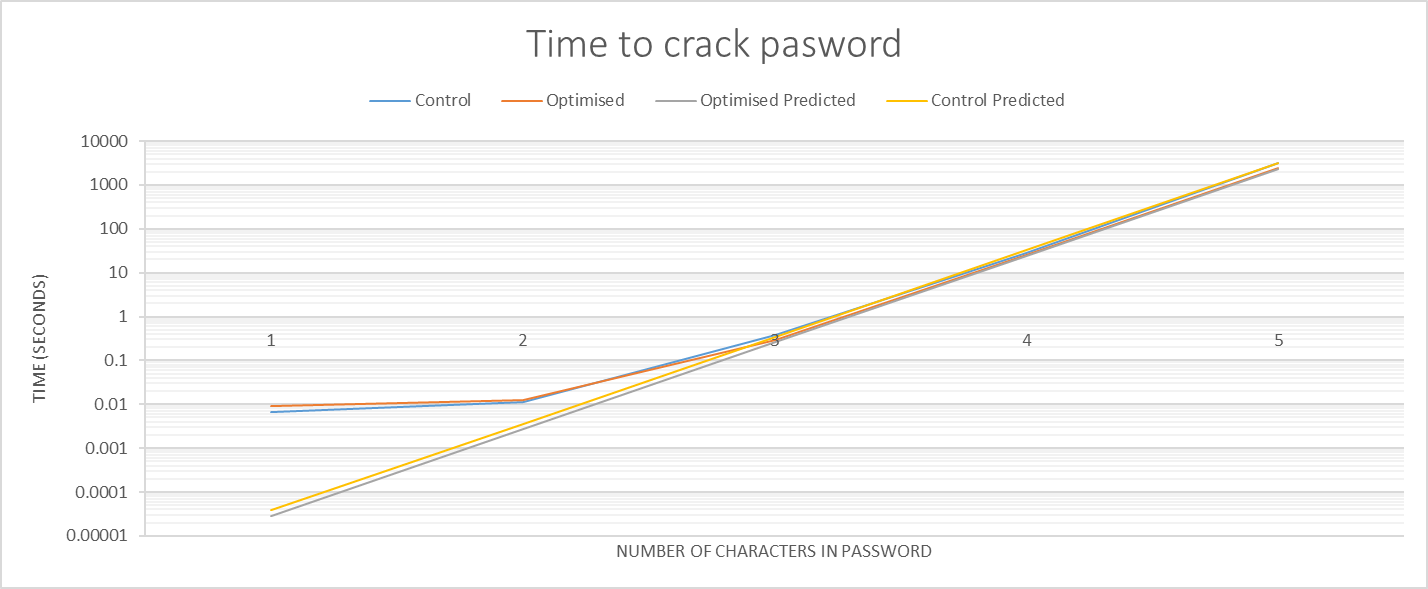 Time to crack pasword
Control Optimised Optimised Predicted Control Predicted
10000
1000
100
10
1
0.1
0.01
0.001
0.0001
0.00001
TIME (SECONDS)
1 2 3 4 5
NUMBER OF CHARACTERS IN PASSWORD